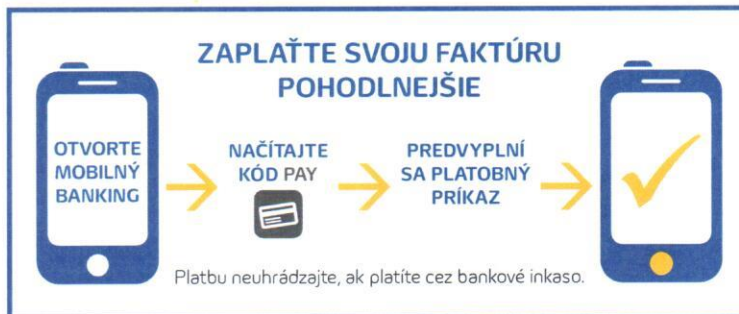 ZAPLAŤTE SVOJU FAKTÚRU
POHODLNEJŠIE
OTVORTE
MOBILNÝ
BANKING
NAČÍTAJTE
KÓD PAY
PREDVYPLNÍ
SA PLATOBNÝ
PRÍKAZ
Platbu neuhrádzajte, ak platíte cez bankové inkaso.